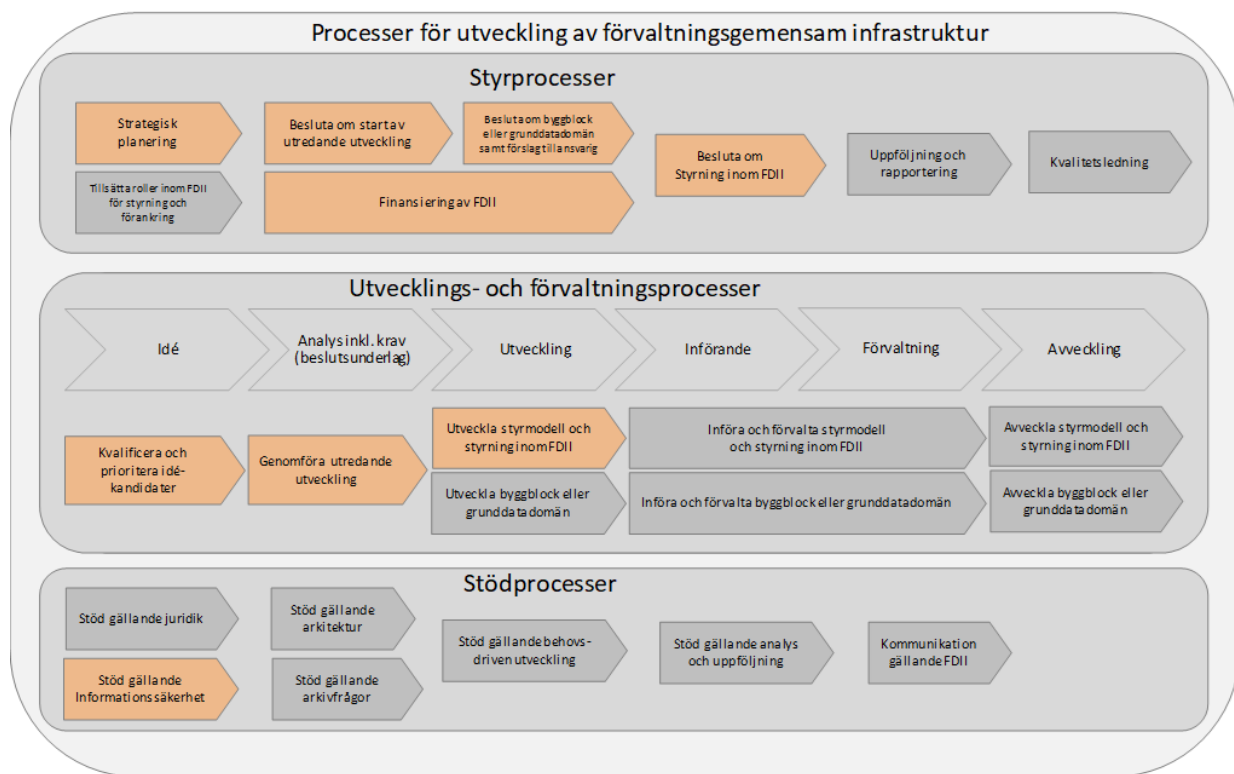 Processer för utveckling av förvaltningsgemensam infrastruktur
Styrprocesser
Strategisk
planering
Besluta om start av
utredande utveckling
Besluta om byggblock
eller grunddatadomän
samt förslag till ansvarig
Tillsätta roller inom FDII
för styrning och
förankring
Finansiering av FDII
Besluta om
Styrning inom FDII
Uppföljning och
rapportering
Kvalitetsledning
Utvecklings- och förvaltningsprocesser
Idé
Analys inkl. krav
(beslutsunderlag)
Utveckling
Införande
Förvaltning
Avveckling
Kvalificera och
prioritera idé-
kandidater
Genomföra utredande
utveckling
Utveckla styrmodell och
styrning inom FDII
Införa och förvalta styrmodell
och styrning inom FDII
Avveckla styrmodell och
styrning inom FDII
Utveckla byggblock eller
grunddatadomän
Införa och förvalta byggblock eller grunddatadomän
Avveckla byggblock eller
grunddatadomän
Stödprocesser
Stöd gällande juridik
Stöd gällande
arkitektur
Stöd gällande behovs-
driven utveckling
Stöd gällande analys
och uppföljning
Kommunikation
gällande FDII
Stöd gällande
Informationssäkerhet
Stöd gällande
arkivfrågor